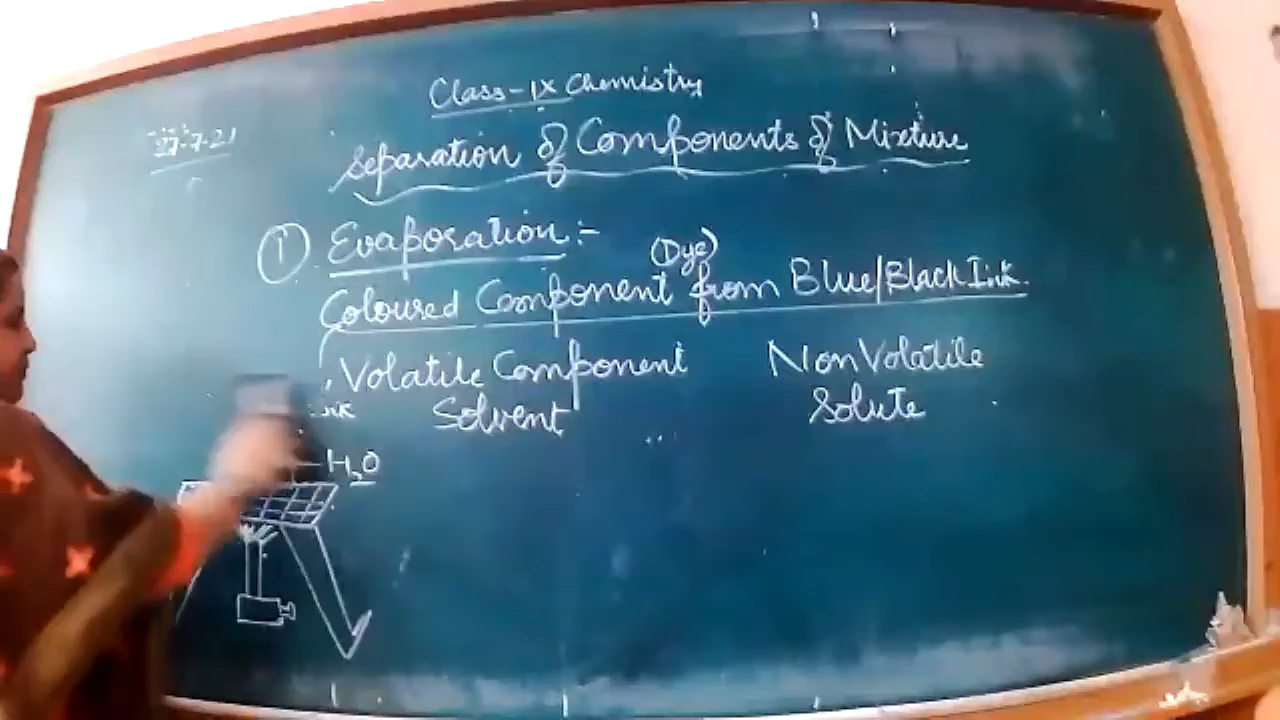 Class-IX Chemistry
27-7-21
Separation of Components of Mixture
① Evaporation :-
(Dye)
Coloured Component from Blue/Black Ink.
Volatile Component Non Volatile
Solvent Solute
H₂O